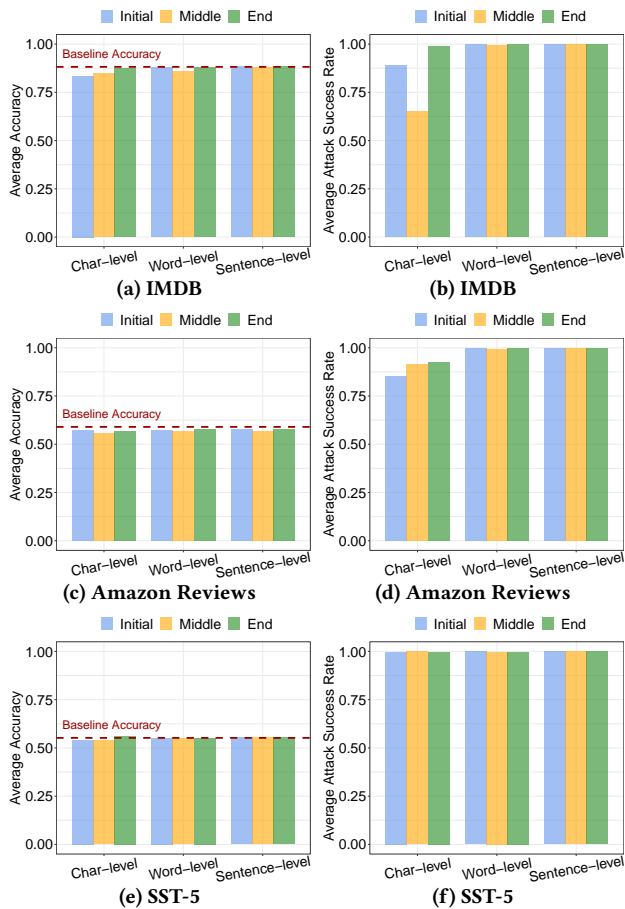 Initial Middle End
Average Accuracy
1.00
0.75
0.50
0.25
0.00
Baseline Accuracy
Char−level Word−level Sentence−level
(a) IMDB
Initial Middle End
Average Attack Success Rate
1.00
0.75
0.50
0.25
0.00
Char−level Word−level Sentence−level
(b) IMDB
Initial Middle End
Average Accuracy
1.00
0.75
0.50
0.25
0.00
Baseline Accuracy
Char−level Word−level Sentence−level
(c) Amazon Reviews
Initial Middle End
Average Attack Success Rate
1.00
0.75
0.50
0.25
0.00
Char−level Word−level Sentence−level
(d) Amazon Reviews
Initial Middle End
Average Accuracy
1.00
0.75
0.50
0.25
0.00
Baseline Accuracy
Char−level Word−level Sentence−level
(e) SST-5
Initial Middle End
Average Attack Success Rate
1.00
0.75
0.50
0.25
0.00
Char−level Word−level Sentence−level
(f) SST-5